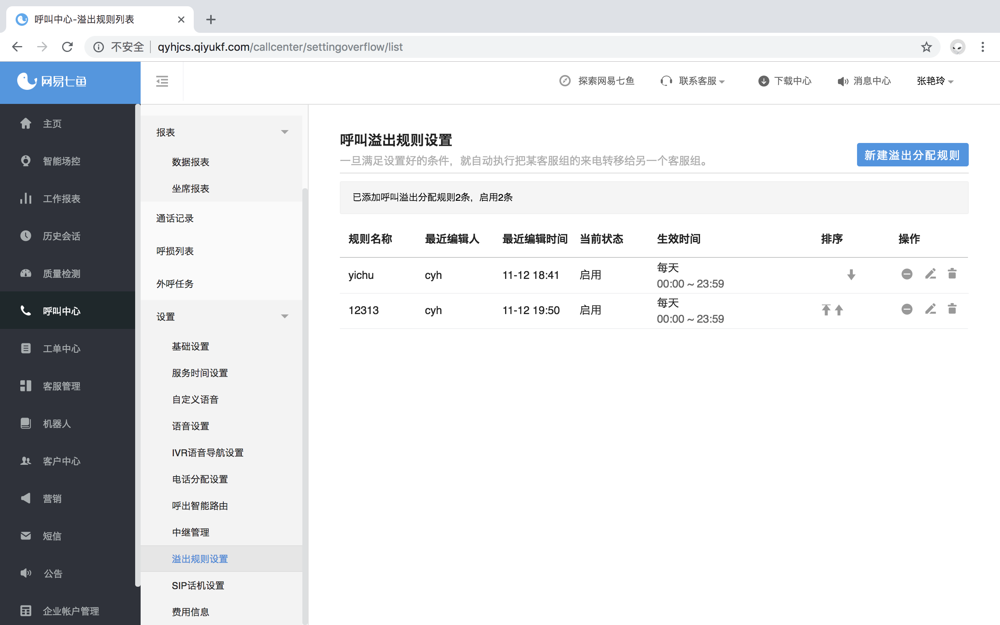 呼叫中心-溢出规则列表
不安全 qyhjcs.qiyukf.com/callcenter/settingoverflow/list
网易七鱼
探索网易七鱼 联系客服 下载中心 消息中心 张艳玲
主页
智能场控
工作报表
历史会话
质量检测
呼叫中心
工单中心
客服管理
机器人
客户中心
营销
短信
公告
企业帐户管理
报表
数据报表
坐席报表
通话记录
呼损列表
外呼任务
设置
基础设置
服务时间设置
自定义语音
语音设置
IVR语音导航设置
电话分配设置
呼出智能路由
中继管理
溢出规则设置
SIP话机设置
费用信息
呼叫溢出规则设置
一旦满足设置好的条件，就自动执行把某客服组的来电转移给另一个客服组。
新建溢出分配规则
已添加呼叫溢出分配规则2条，启用2条
规则名称 最近编辑人 最近编辑时间 当前状态 生效时间 排序 操作
yichu cyh 11-12 18:41 启用 每天
00:00 ~ 23:59
12313 cyh 11-12 19:50 启用 每天
00:00 ~ 23:59